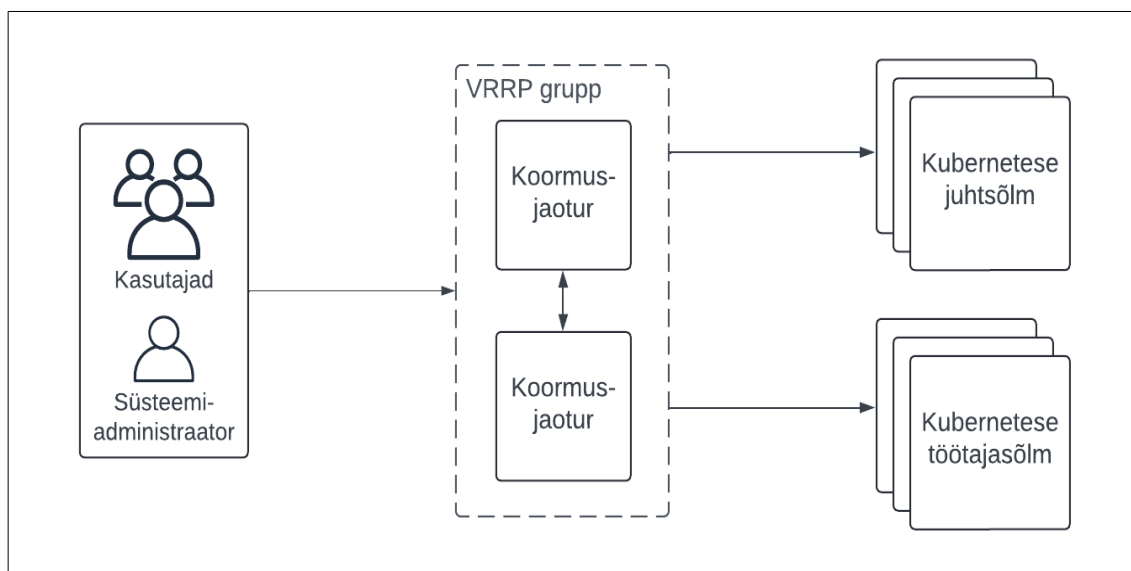 Kasutajad
Süsteemi-
administraator
VRRP grupp
Koormus-
jaotur
Koormus-
jaotur
Kubernetese
juhtsõlm
Kubernetese
töötajasõlm